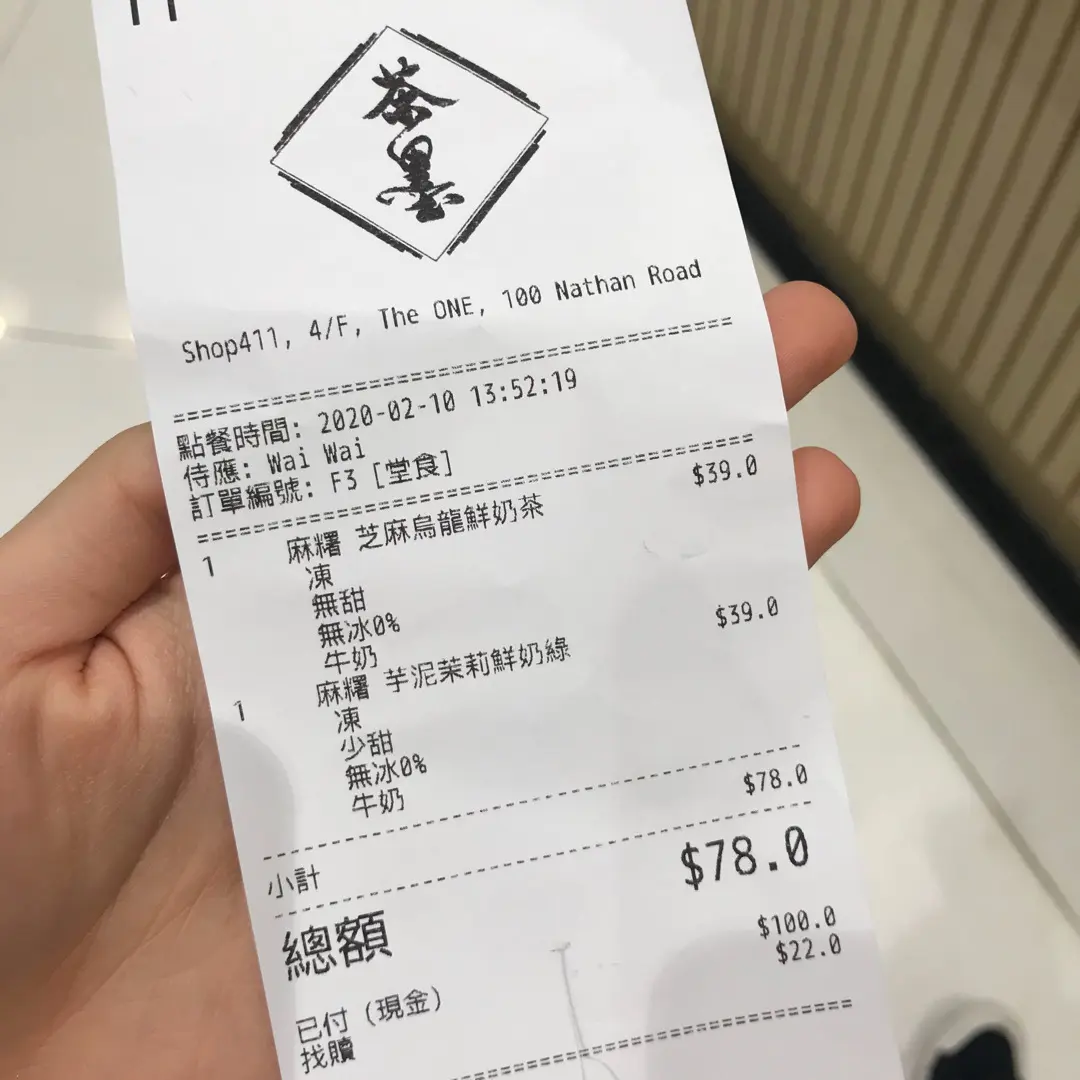 茶
墨
Shop411, 4/F, The ONE, 100 Nathan Road
點餐時間: 2020-02-10 13:52:19
侍應: Wai Wai
訂單編號: F3 [堂食]
1 麻糬 芝麻烏龍鮮奶茶 $39.0
凍
無甜
無冰0%
牛奶
1 麻糬 芋泥茉莉鮮奶綠 $39.0
凍
少甜
無冰0%
牛奶
小計 $78.0
總額 $78.0
已付 (現金) $100.0
找贖 $22.0